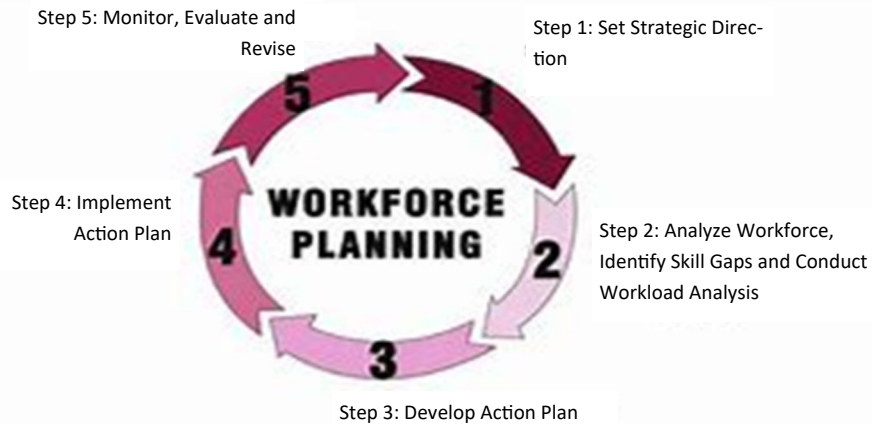 Step 5: Monitor, Evaluate and
Revise
Step 1: Set Strategic Direc-
tion
5
1
Step 4: Implement
Action Plan
4
WORKFORCE
PLANNING
2
Step 2: Analyze Workforce,
Identify Skill Gaps and Conduct
Workload Analysis
3
Step 3: Develop Action Plan